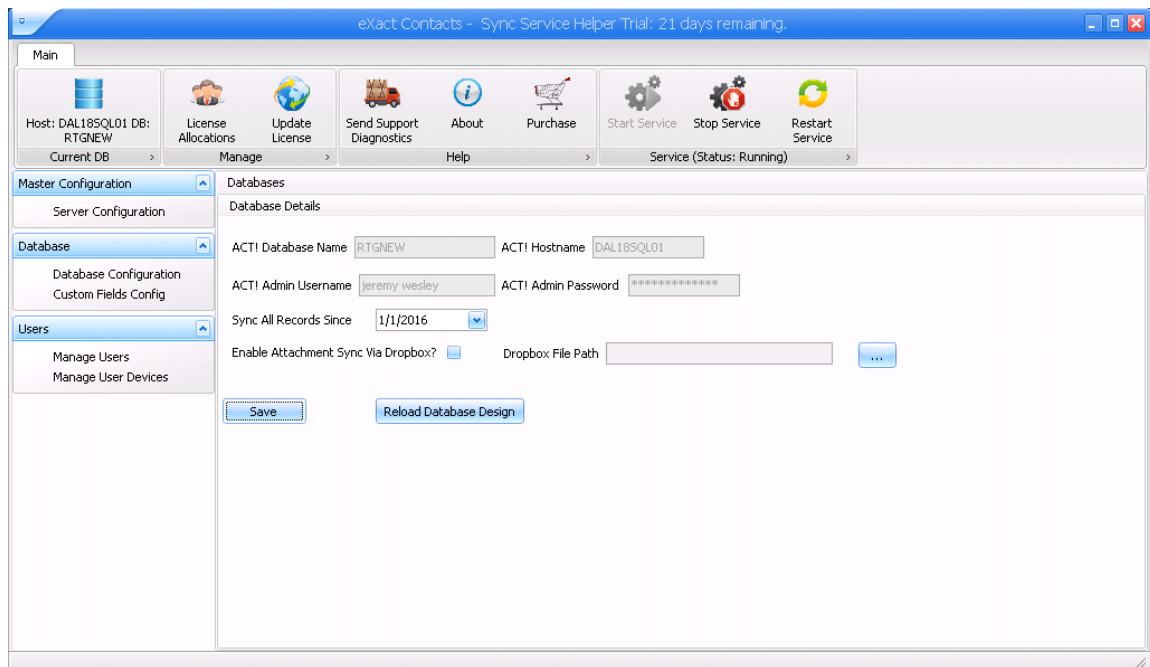 eXact Contacts - Sync Service Helper Trial: 21 days remaining.
Main
Host: DAL18SQL01 DB: RTGNEW
License Allocations
Update License
Send Support Diagnostics
About
Purchase
Start Service
Stop Service
Restart Service
Current DB
Manage
Help
Service (Status: Running)
Master Configuration
Server Configuration
Database
Database Configuration
Custom Fields Config
Users
Manage Users
Manage User Devices
Databases
Database Details
ACT! Database Name RTGNEW ACT! Hostname DAL18SQL01
ACT! Admin Username jeremy wesley ACT! Admin Password *************
Sync All Records Since 1/1/2016
Enable Attachment Sync Via Dropbox? Dropbox File Path ...
Save Reload Database Design